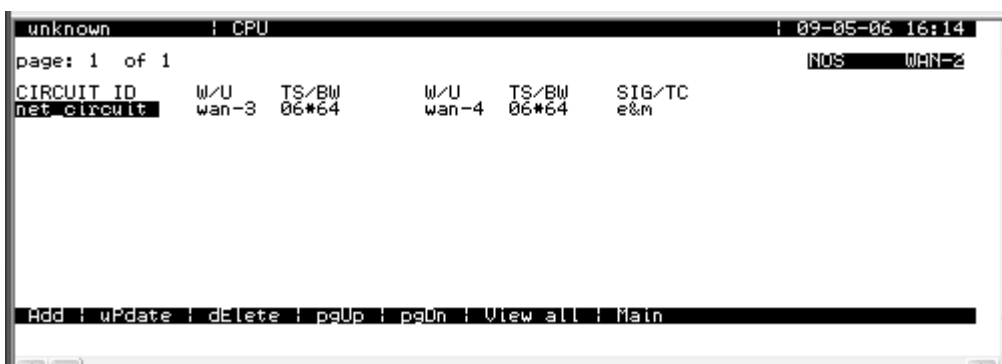 unknown ¦ CPU ¦ 09-05-06 16:14
page: 1 of 1 NOS WAN-2
CIRCUIT ID W/U TS/BW W/U TS/BW SIG/TC
net_circuit wan-3 06*64 wan-4 06*64 e&m
Add ¦ uPdate ¦ dElete ¦ pgUp ¦ pgDn ¦ View all ¦ Main